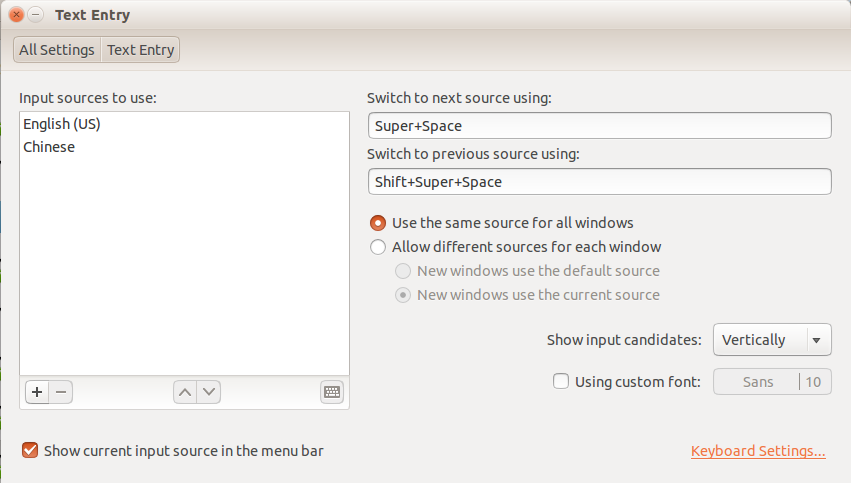 Text Entry
All Settings
Text Entry
Input sources to use:
English (US)
Chinese
Switch to next source using:
Super+Space
Switch to previous source using:
Shift+Super+Space
Use the same source for all windows
Allow different sources for each window
New windows use the default source
New windows use the current source
Show input candidates: Vertically
Using custom font: Sans 10
Show current input source in the menu bar
Keyboard Settings...